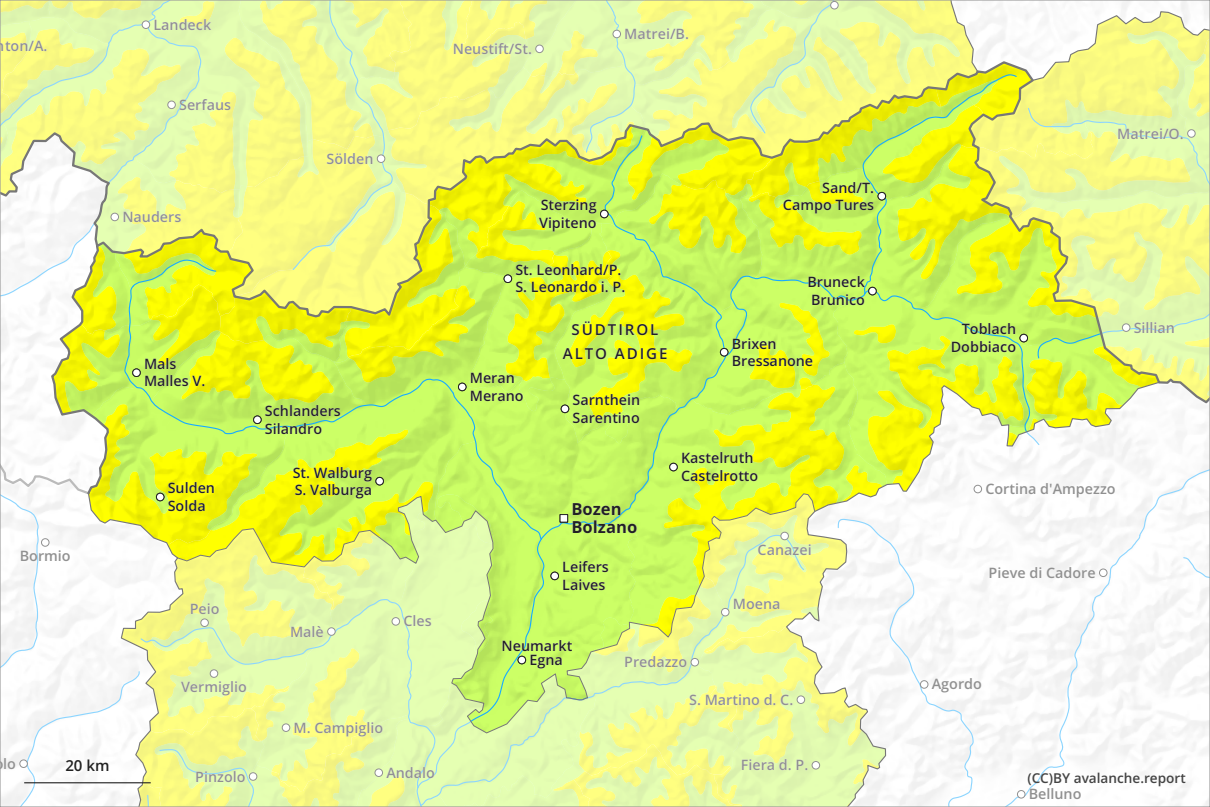 Landeck
Matrei/B.
Neustift/St.
nton/A.
Serfaus
Matrei/O.
Sölden
Sand/T.
Campo Tures
Sterzing
Vipiteno
Nauders
St. Leonhard/P.
S. Leonardo i. P.
Bruneck
Brunico
SÜDTIROL
ALTO ADIGE
Toblach
Dobbiaco
Sillian
Brixen
Bressanone
Mals
Malles V.
Meran
Merano
Sarnthein
Sarentino
Schlanders
Silandro
Kastelruth
Castelrotto
St. Walburg
S. Valburga
Sulden
Solda
Cortina d'Ampezzo
Bozen
Bolzano
Bormio
Canazei
Leifers
Laives
Pieve di Cadore
Peio
Moena
Cles
Malè
Neumarkt
Egna
Predazzo
Vermiglio
Agordo
S. Martino d. C.
M. Campiglio
olo
20 km
Pinzolo
Andalo
Fiera d. P.
(CC)BY avalanche.report
Belluno